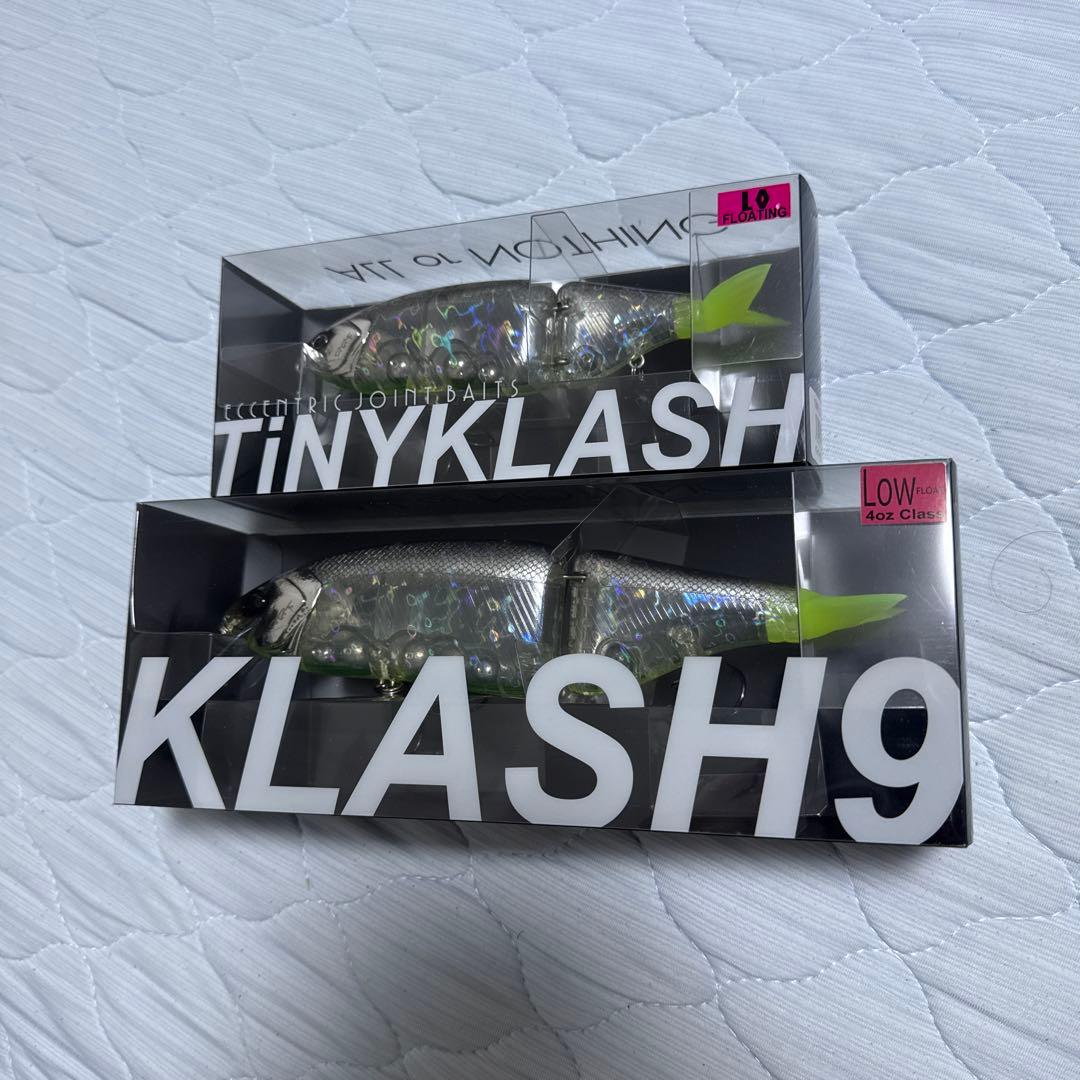 LO
FLOATING
ALL or NOTHING
ECCENTRIC JOINT BAITS
TiNYKLASH
LOW FLOA
4oz Class
KLASH9